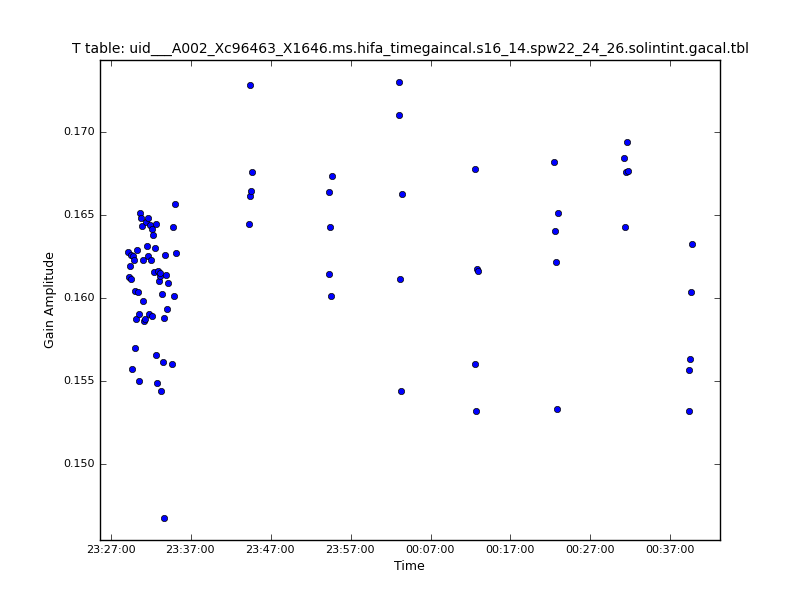 T table: uid___A002_Xc96463_X1646.ms.hifa_timegaincal.s16_14.spw22_24_26.solintint.gacal.tbl
Gain Amplitude
0.170
0.165
0.160
0.155
0.150
23:27:00 23:37:00 23:47:00 23:57:00 00:07:00 00:17:00 00:27:00 00:37:00
Time